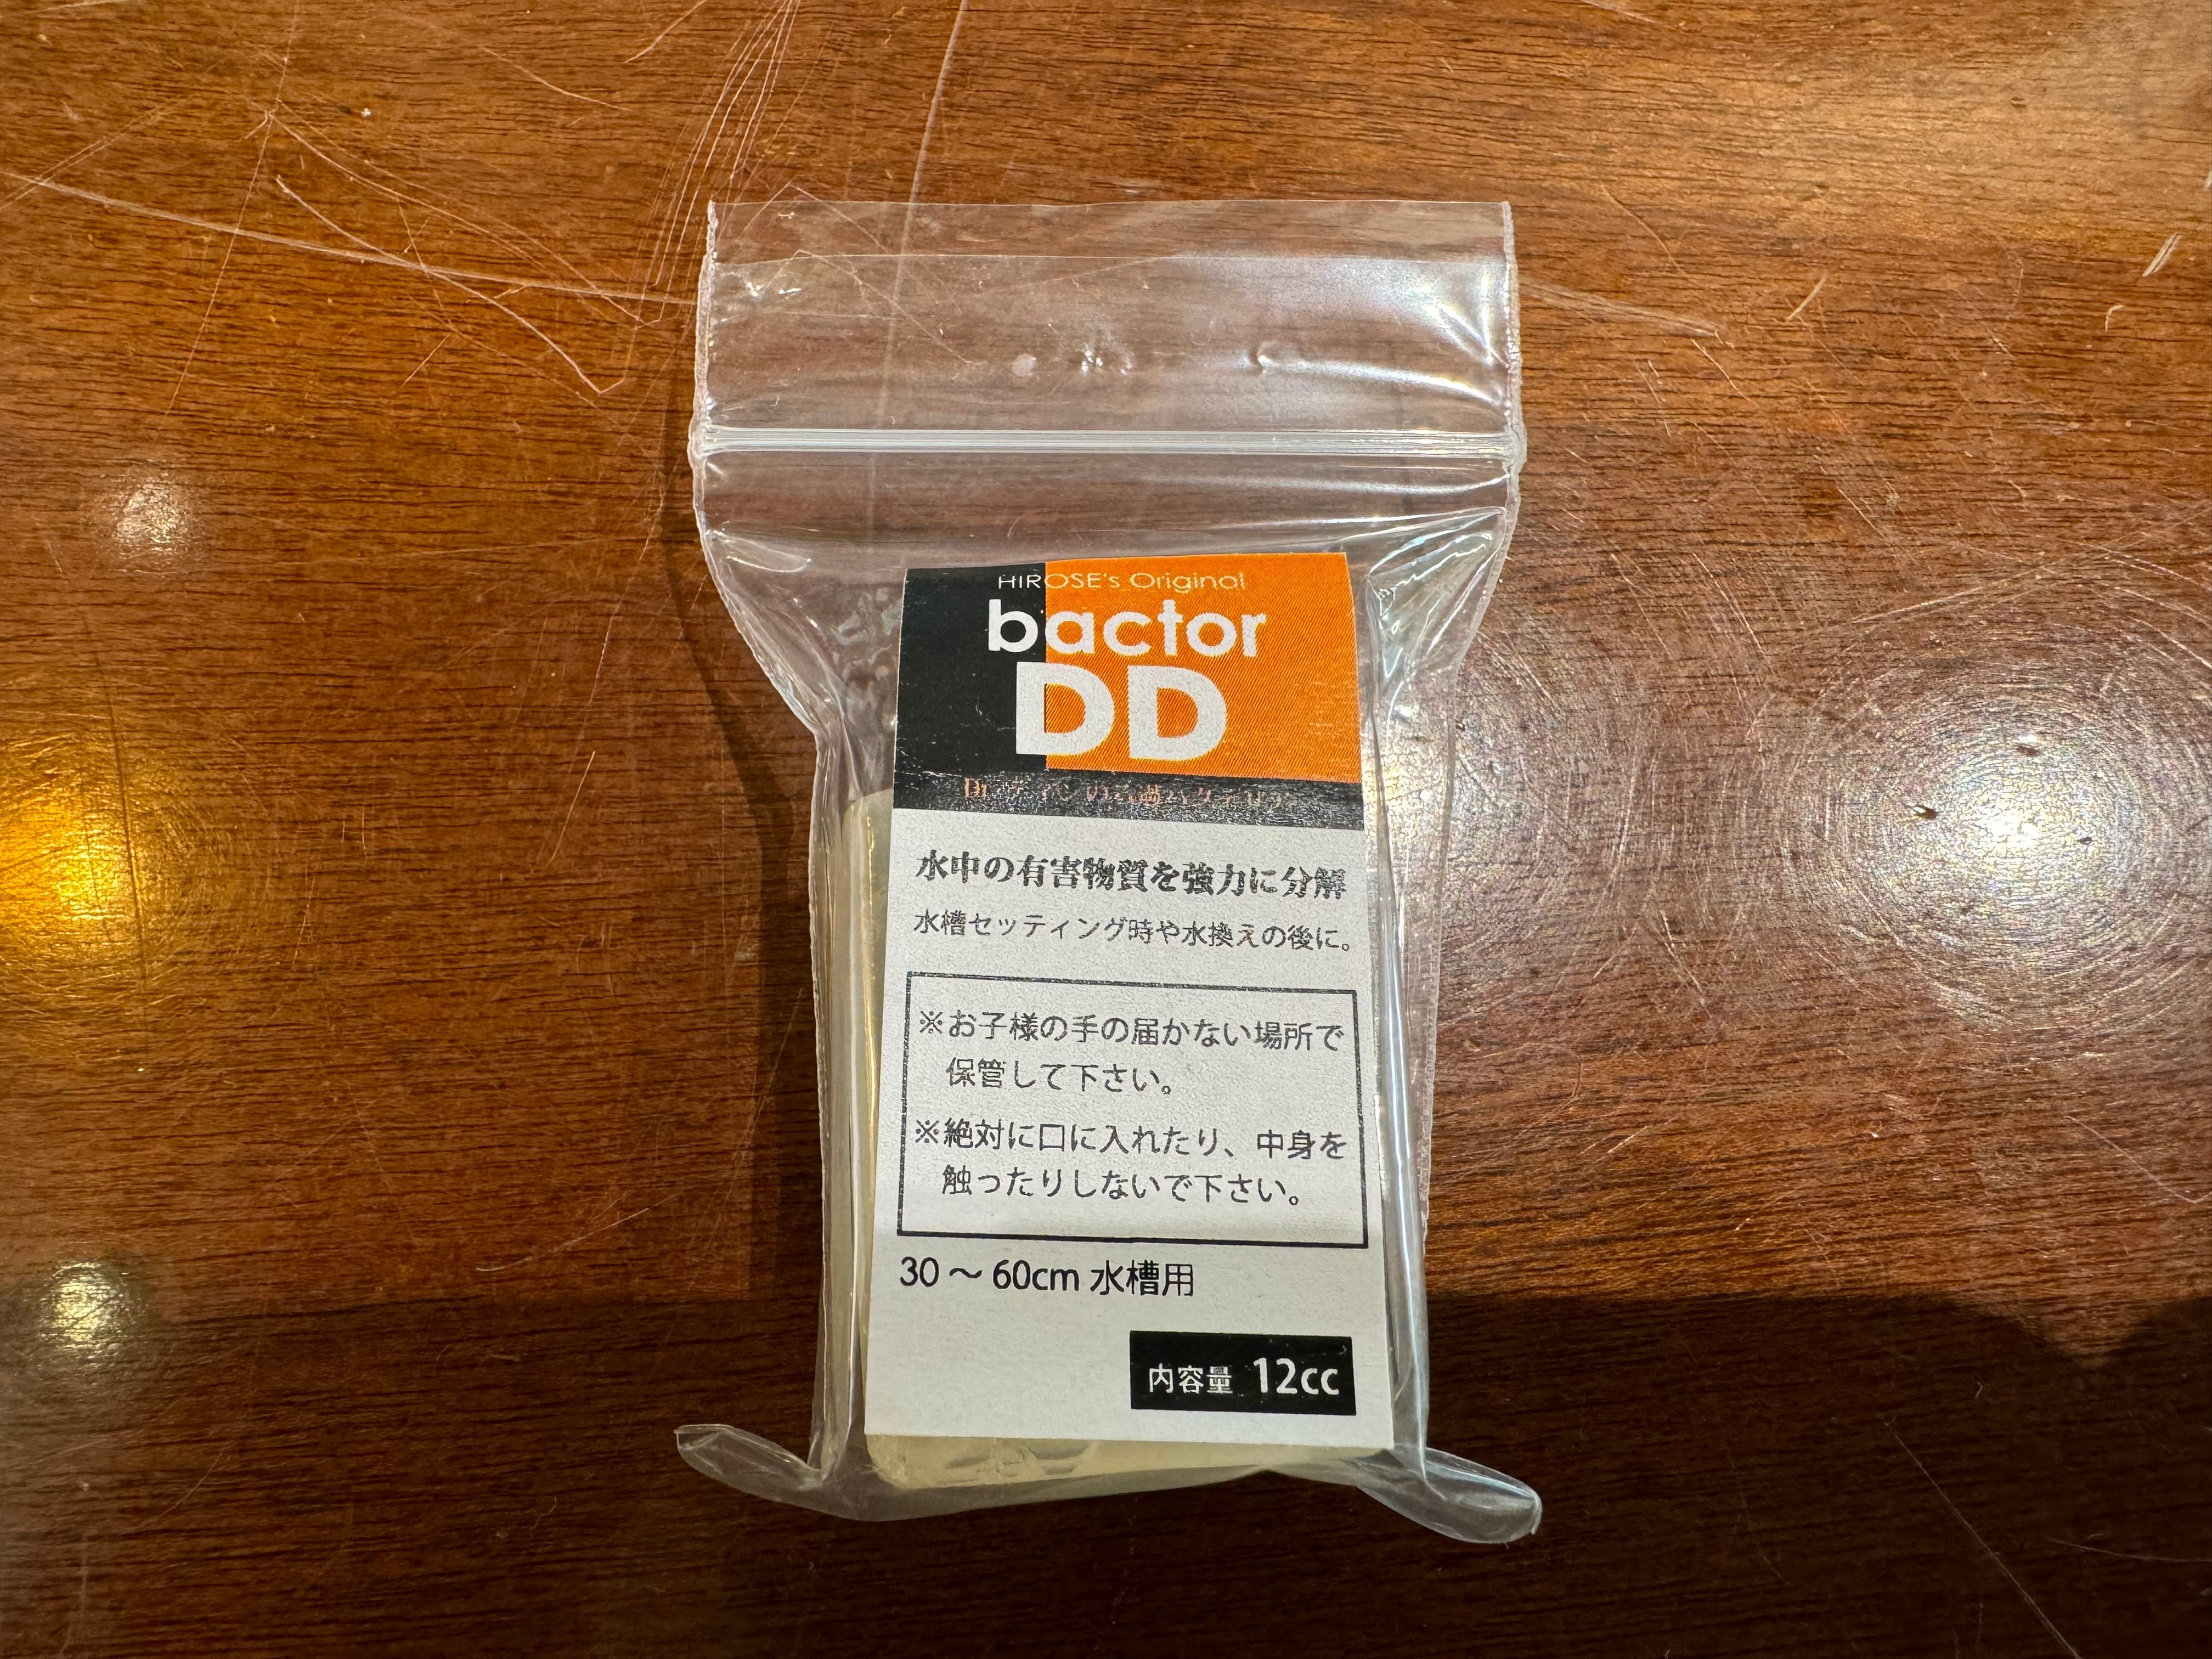 HIROSE's Original
bactor
DD
水中の有害物質を強力に分解
水槽セッティング時や水換えの後に。
※お子様の手の届かない場所で
保管して下さい。
※絶対に口に入れたり、中身を
触ったりしないで下さい。
30 〜 60cm 水槽用
内容量 12cc